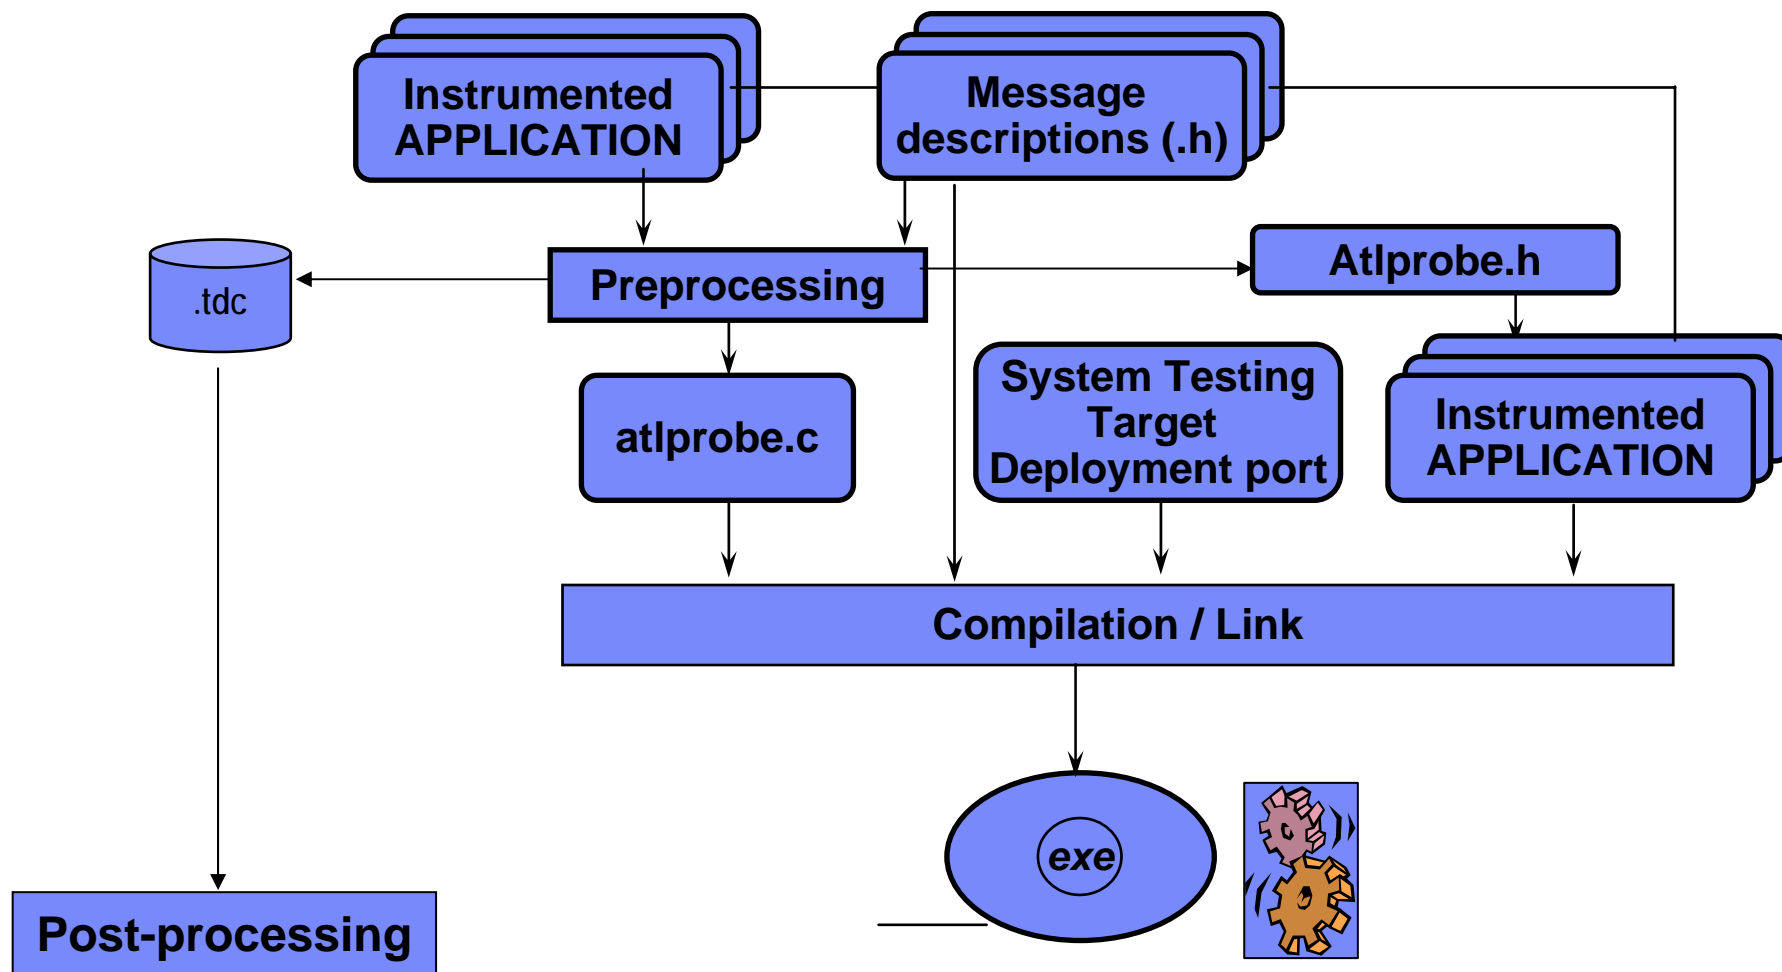 Instrumented
APPLICATION
Message
descriptions (.h)
.tdc
Preprocessing
Atlprobe.h
atlprobe.c
System Testing
Target
Deployment port
Instrumented
APPLICATION
Compilation / Link
exe
Post-processing